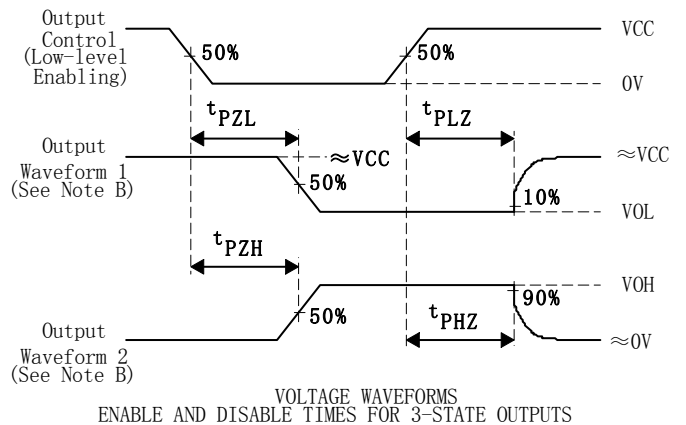 Output
Control
(Low-level
Enabling)
50%
50%
VCC
0V
tPZL
tPLZ
Output
Waveform 1
(See Note B)
≈VCC
50%
10%
≈VCC
VOL
tPZH
VOH
90%
50%
tPHZ
≈0V
Output
Waveform 2
(See Note B)
VOLTAGE WAVEFORMS
ENABLE AND DISABLE TIMES FOR 3-STATE OUTPUTS